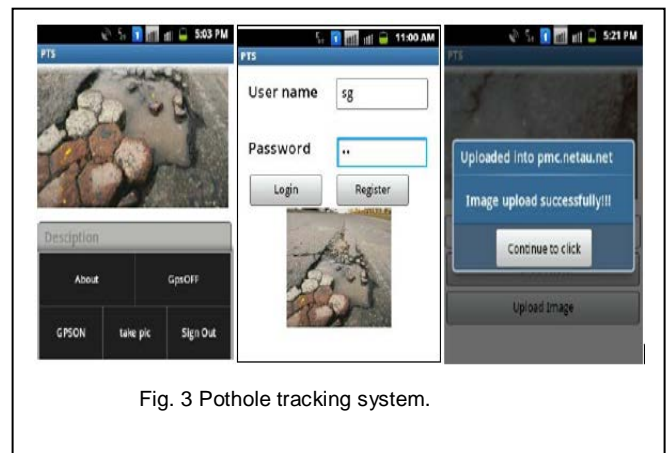 5:03 PM
PTS
Desciption
About GpsOFF
GPSON take pic Sign Out
11:00 AM
PTS
User name sg
Password ••
Login Register
5:21 PM
PTS
Uploaded into pmc.netau.net
Image upload successfully!!!
Continue to click
Upload Image
Fig. 3 Pothole tracking system.